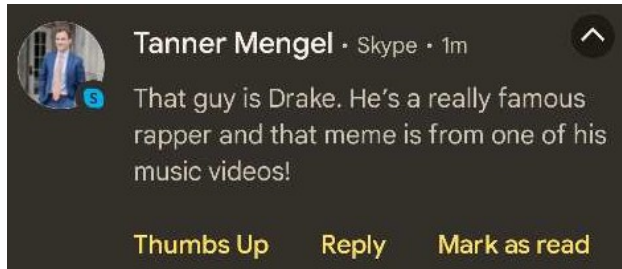 Tanner Mengel · Skype · 1m
That guy is Drake. He's a really famous
rapper and that meme is from one of his
music videos!
Thumbs Up Reply Mark as read